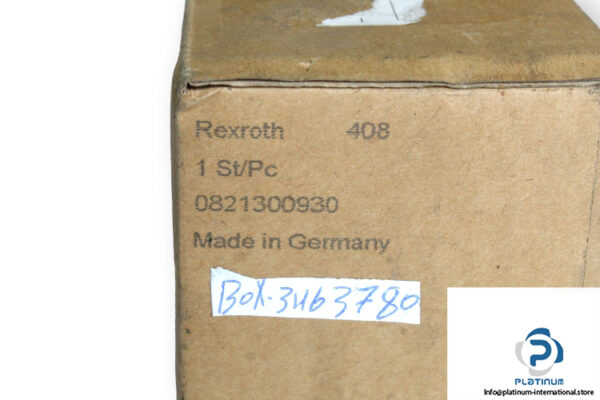 Rexroth 408
1 St/Pc
0821300930
Made in Germany
BOX-3463780
PLATINUM
Info@platinum-international.store